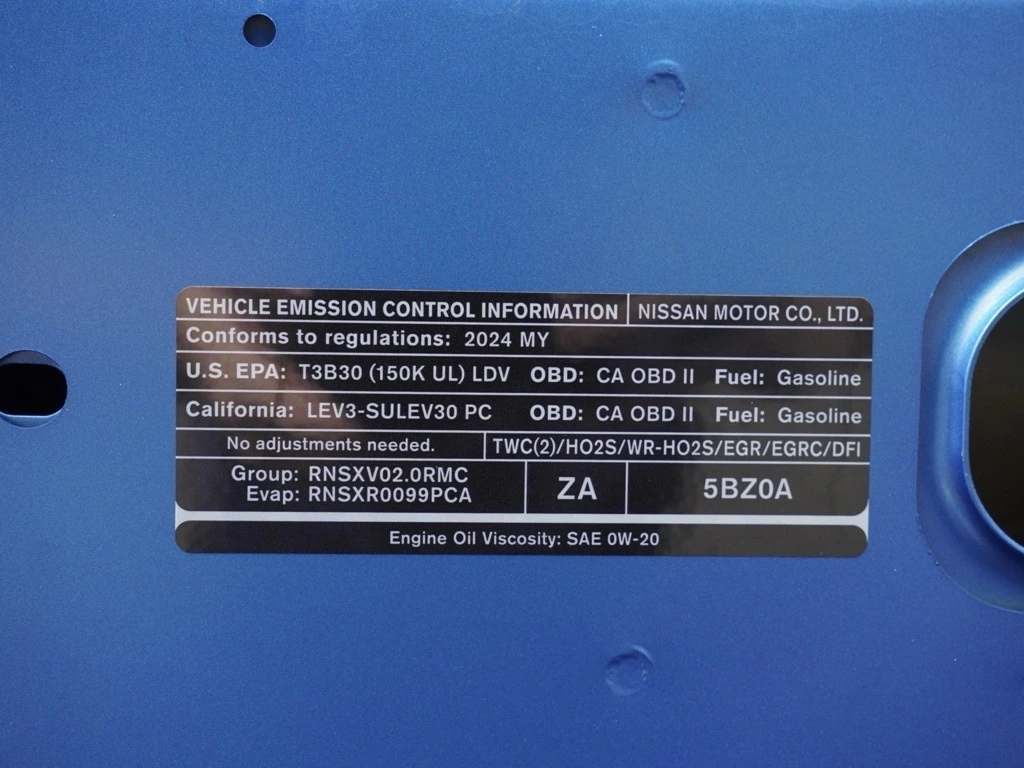 VEHICLE EMISSION CONTROL INFORMATION NISSAN MOTOR CO., LTD.
Conforms to regulations: 2024 MY
U.S. EPA: T3B30 (150K UL) LDV OBD: CA OBD II Fuel: Gasoline
California: LEV3-SULEV30 PC OBD: CA OBD II Fuel: Gasoline
No adjustments needed. TWC(2)/HO2S/WR-HO2S/EGR/EGRC/DFI
Group: RNSXV02.0RMC
Evap: RNSXR0099PCA
ZA
5BZ0A
Engine Oil Viscosity: SAE 0W-20